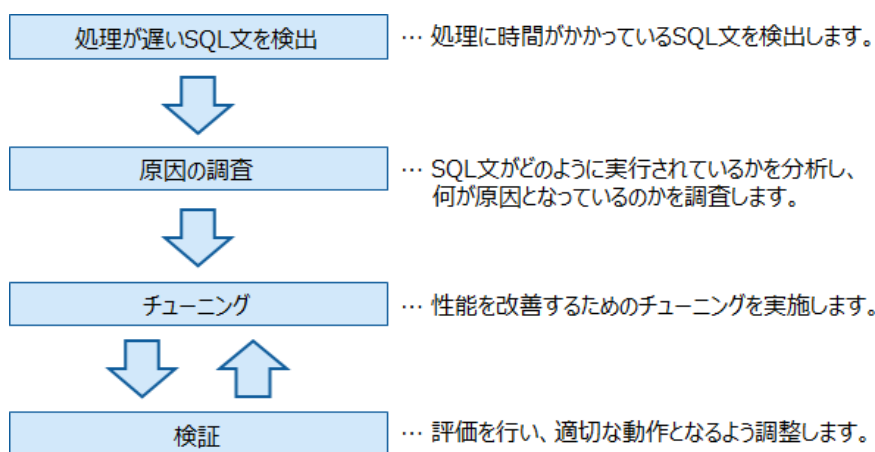 処理が遅いSQL文を検出 … 処理に時間がかかっているSQL文を検出します。
原因の調査 … SQL文がどのように実行されているかを分析し、
何が原因となっているのかを調査します。
チューニング … 性能を改善するためのチューニングを実施します。
検証 … 評価を行い、適切な動作となるよう調整します。